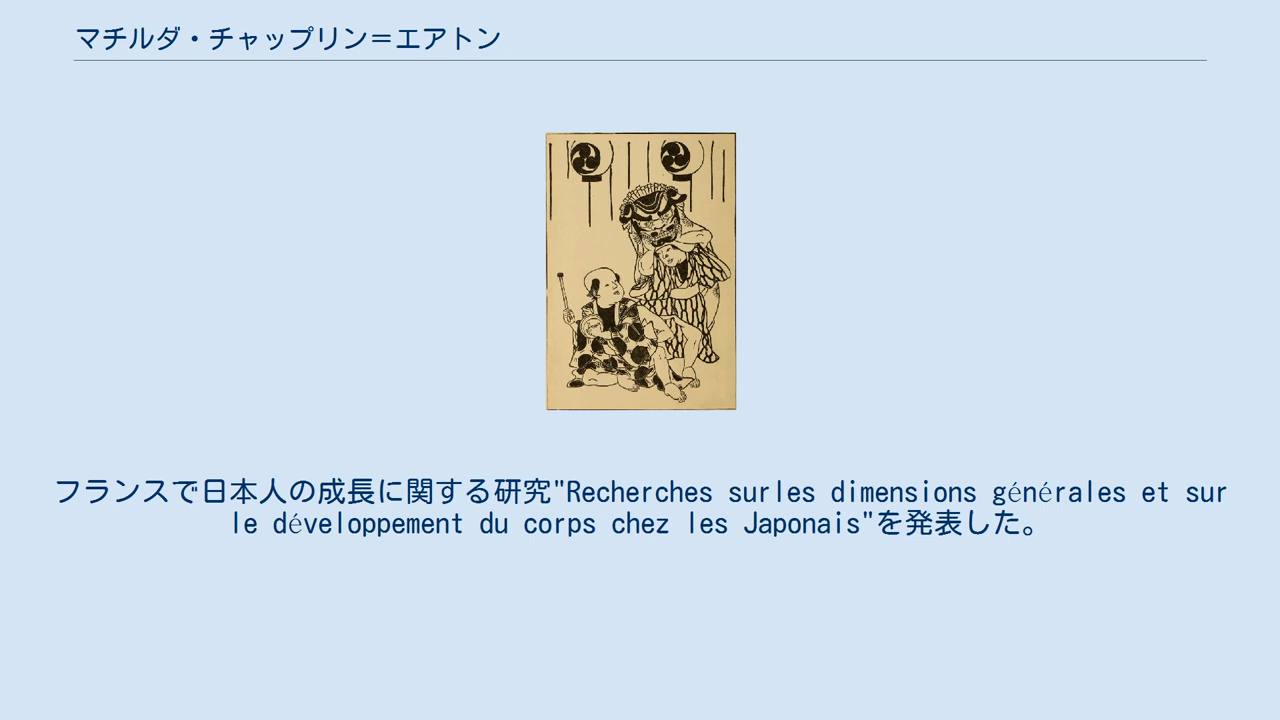 マチルダ・チャップリン＝エアトン
フランスで日本人の成長に関する研究"Recherches surles dimensions générales et sur
le développement du corps chez les Japonais"を発表した。